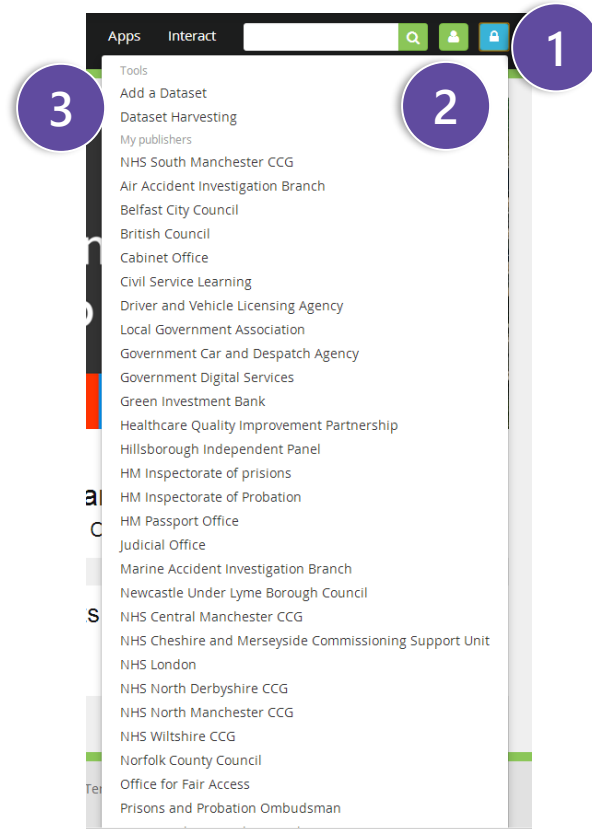 Apps Interact
1
2
3
Tools
Add a Dataset
Dataset Harvesting
My publishers
NHS South Manchester CCG
Air Accident Investigation Branch
Belfast City Council
British Council
Cabinet Office
Civil Service Learning
Driver and Vehicle Licensing Agency
Local Government Association
Government Car and Despatch Agency
Government Digital Services
Green Investment Bank
Healthcare Quality Improvement Partnership
Hillsborough Independent Panel
HM Inspectorate of prisions
HM Inspectorate of Probation
HM Passport Office
Judicial Office
Marine Accident Investigation Branch
Newcastle Under Lyme Borough Council
NHS Central Manchester CCG
NHS Cheshire and Merseyside Commissioning Support Unit
NHS London
NHS North Derbyshire CCG
NHS North Manchester CCG
NHS Wiltshire CCG
Norfolk County Council
Office for Fair Access
Prisons and Probation Ombudsman